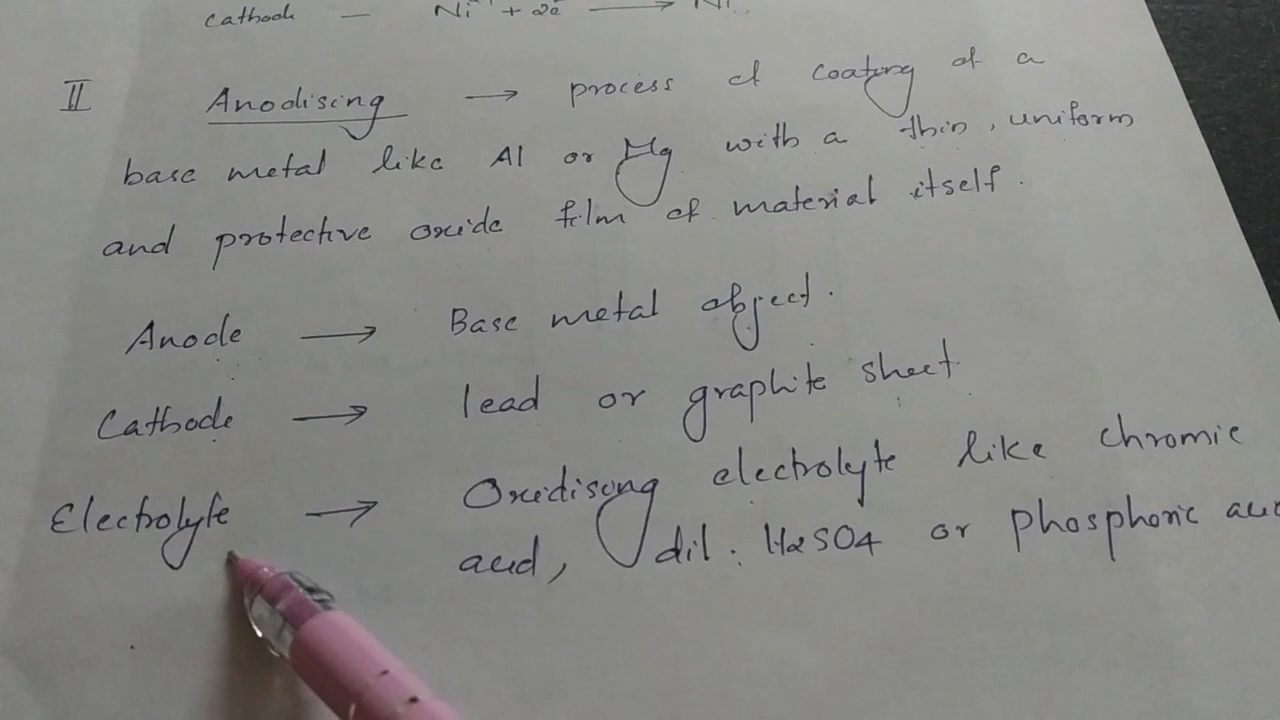 Cathode — Ni²⁺ + 2e⁻ → Ni
II Anodising → process of coating of a
base metal like Al or Mg with a thin, uniform
and protective oxide film of material itself.
Anode → Base metal object.
Cathode → lead or graphite sheet
Electrolyte → Oxidising electrolyte like chromic
acid, dil. H2SO4 or phosphoric acid